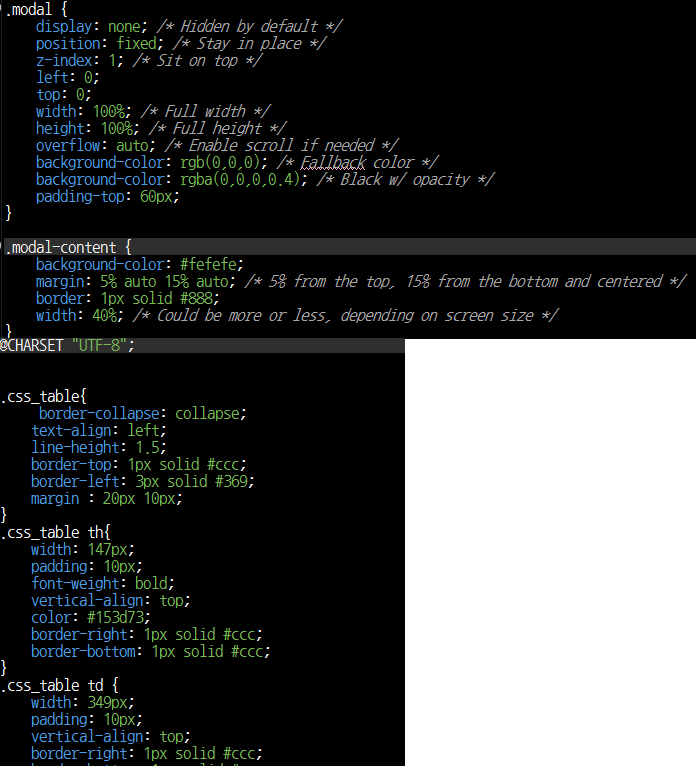 .modal {
    display: none; /* Hidden by default */
    position: fixed; /* Stay in place */
    z-index: 1; /* Sit on top */
    left: 0;
    top: 0;
    width: 100%; /* Full width */
    height: 100%; /* Full height */
    overflow: auto; /* Enable scroll if needed */
    background-color: rgb(0,0,0); /* Fallback color */
    background-color: rgba(0,0,0,0.4); /* Black w/ opacity */
    padding-top: 60px;
}
.modal-content {
    background-color: #fefefe;
    margin: 5% auto 15% auto; /* 5% from the top, 15% from the bottom and centered */
    border: 1px solid #888;
    width: 40%; /* Could be more or less, depending on screen size */
}
@CHARSET "UTF-8";
.css_table{
     border-collapse: collapse;
    text-align: left;
    line-height: 1.5;
    border-top: 1px solid #ccc;
    border-left: 3px solid #369;
    margin : 20px 10px;
}
.css_table th{
    width: 147px;
    padding: 10px;
    font-weight: bold;
    vertical-align: top;
    color: #153d73;
    border-right: 1px solid #ccc;
    border-bottom: 1px solid #ccc;
}
.css_table td {
    width: 349px;
    padding: 10px;
    vertical-align: top;
    border-right: 1px solid #ccc;